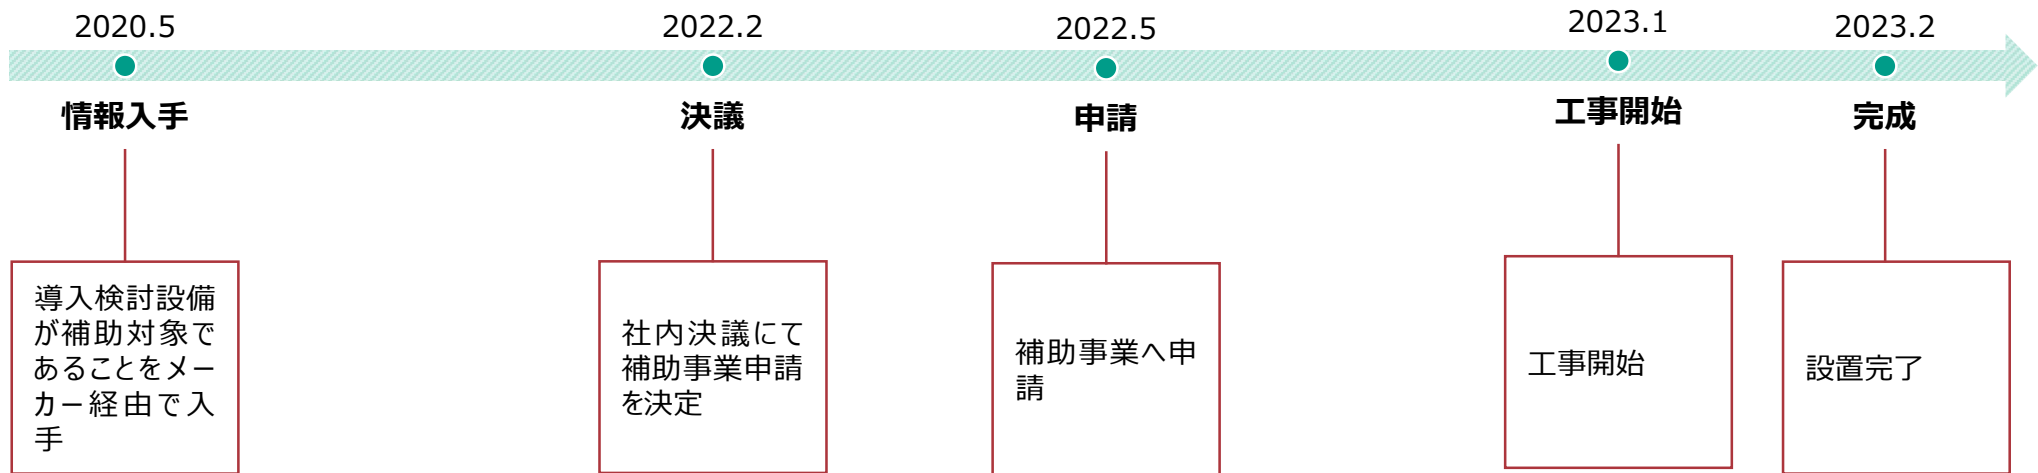 2020.5
2022.2
2022.5
2023.1
2023.2
情報入手
決議
申請
工事開始
完成
導入検討設備
が補助対象で
あることをメー
カー経由で入
手
社内決議にて
補助事業申請
を決定
補助事業へ申
請
工事開始
設置完了